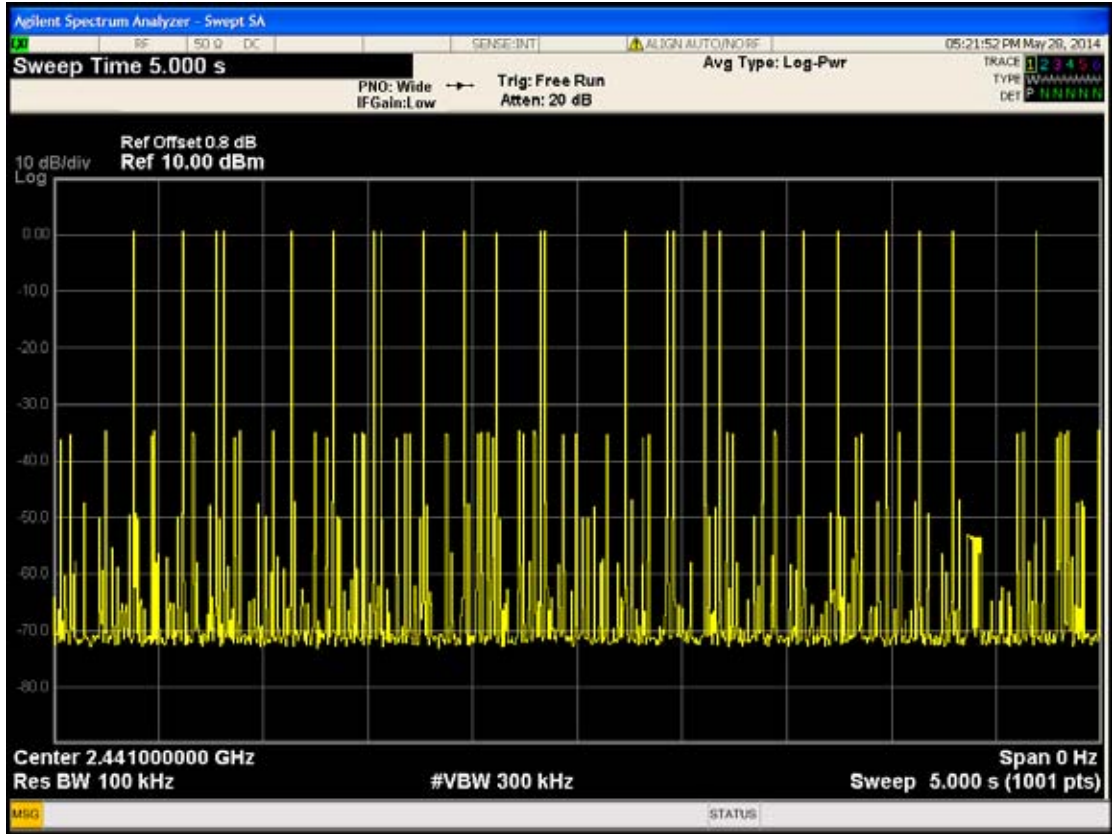 Agilent Spectrum Analyzer - Swept SA
LXI RF 50 Ω DC SENSE:INT ALIGN AUTO/NO RF 05:21:52 PM May 28, 2014
Sweep Time 5.000 s Avg Type: Log-Pwr TRACE 1 2 3 4 5 6
PNO: Wide Trig: Free Run TYPE
IFGain:Low Atten: 20 dB DET P N N N N N
Ref Offset 0.8 dB
10 dB/div Ref 10.00 dBm
Log
0.00
-10.0
-20.0
-30.0
-40.0
-50.0
-60.0
-70.0
-80.0
Center 2.441000000 GHz Span 0 Hz
Res BW 100 kHz #VBW 300 kHz Sweep 5.000 s (1001 pts)
MSG STATUS